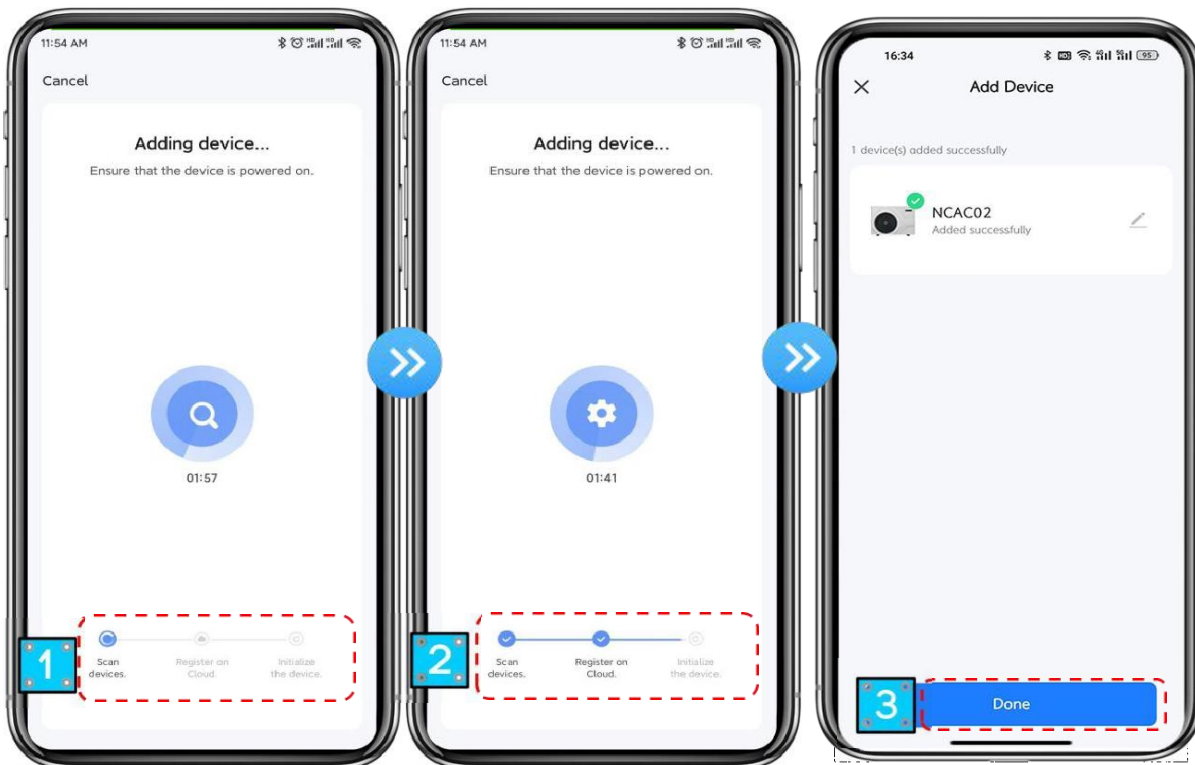 11:54 AM
Cancel
Adding device...
Ensure that the device is powered on.
01:57
1
Scan
devices.
Register on
Cloud.
Initialize
the device.
11:54 AM
Cancel
Adding device...
Ensure that the device is powered on.
01:41
2
Scan
devices.
Register on
Cloud.
Initialize
the device.
16:34
HD
95
Add Device
1 device(s) added successfully
NCAC02
Added successfully
3
Done